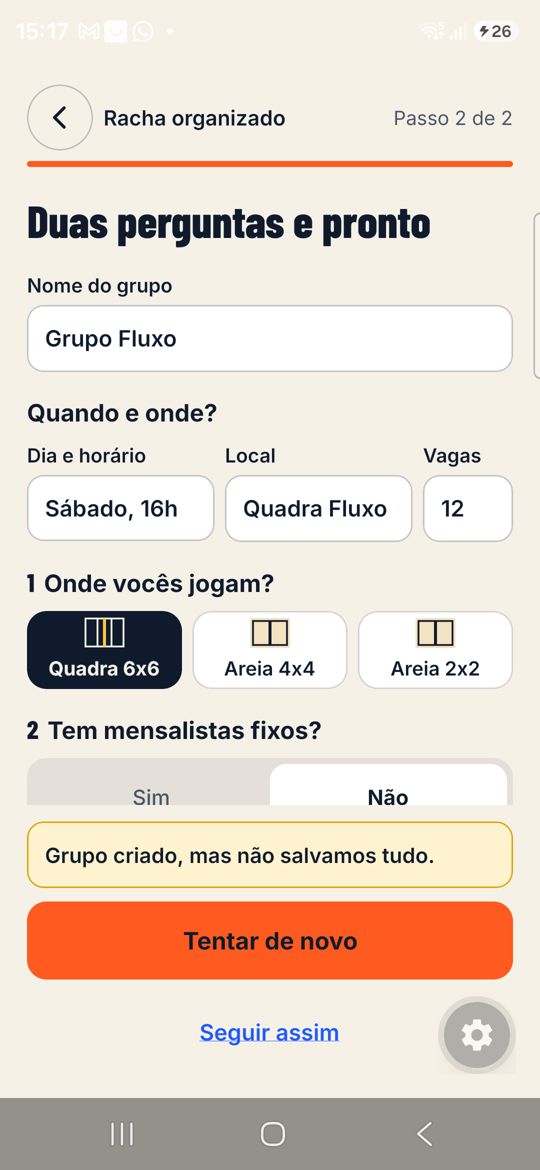 15:17
26
Racha organizado
Passo 2 de 2
Duas perguntas e pronto
Nome do grupo
Grupo Fluxo
Quando e onde?
Dia e horário Local Vagas
Sábado, 16h Quadra Fluxo 12
1 Onde vocês jogam?
Quadra 6x6 Areia 4x4 Areia 2x2
2 Tem mensalistas fixos?
Sim Não
Grupo criado, mas não salvamos tudo.
Tentar de novo
Seguir assim